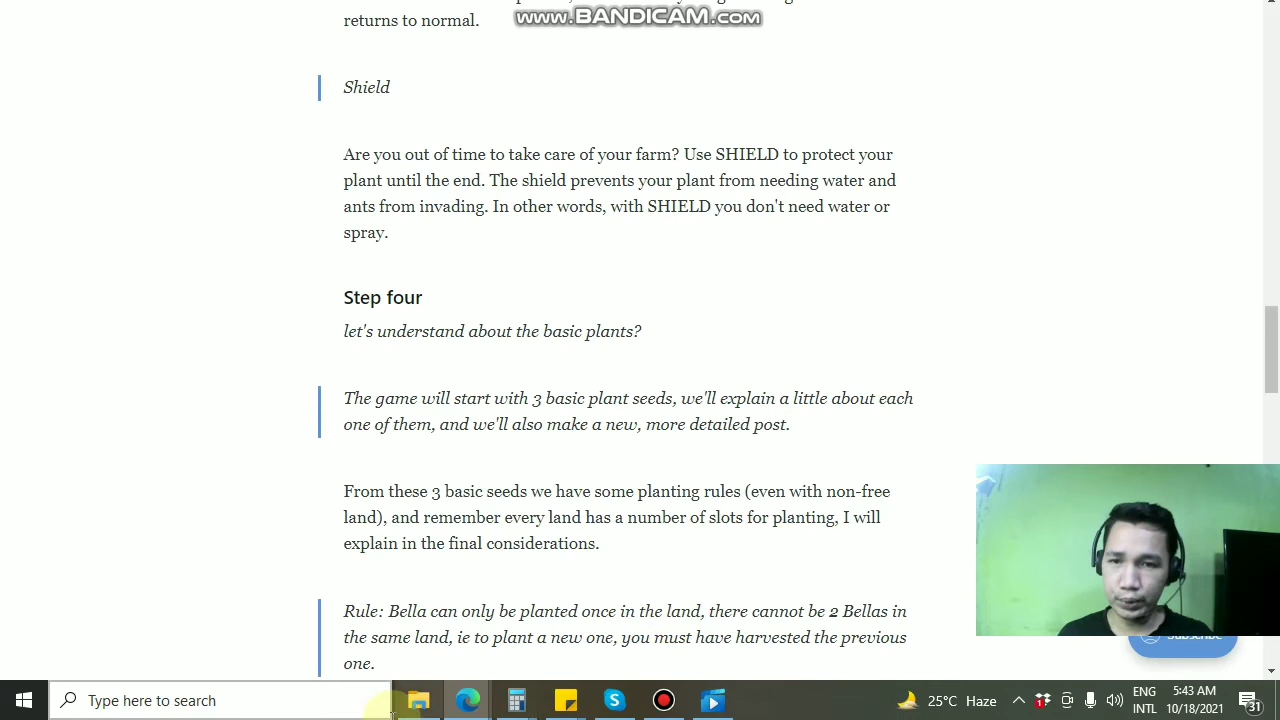 returns to normal.
www.BANDICAM.com
Shield
Are you out of time to take care of your farm? Use SHIELD to protect your
plant until the end. The shield prevents your plant from needing water and
ants from invading. In other words, with SHIELD you don't need water or
spray.
Step four
let's understand about the basic plants?
The game will start with 3 basic plant seeds, we'll explain a little about each
one of them, and we'll also make a new, more detailed post.
From these 3 basic seeds we have some planting rules (even with non-free
land), and remember every land has a number of slots for planting, I will
explain in the final considerations.
Rule: Bella can only be planted once in the land, there cannot be 2 Bellas in
the same land, ie to plant a new one, you must have harvested the previous
one.
Subscribe
Type here to search
25°C Haze
ENG
INTL
5:43 AM
10/18/2021
31
1